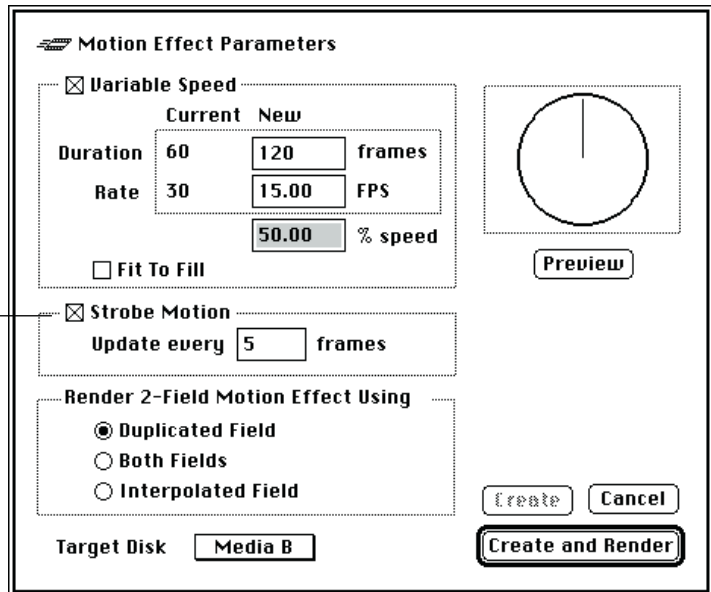 Motion Effect Parameters
Variable Speed
Current New
Duration 60 120 frames
Rate 30 15.00 FPS
50.00 % speed
Fit To Fill
Preview
Strobe Motion
Update every 5 frames
Render 2-Field Motion Effect Using
Duplicated Field
Both Fields
Interpolated Field
Create Cancel
Target Disk Media B Create and Render